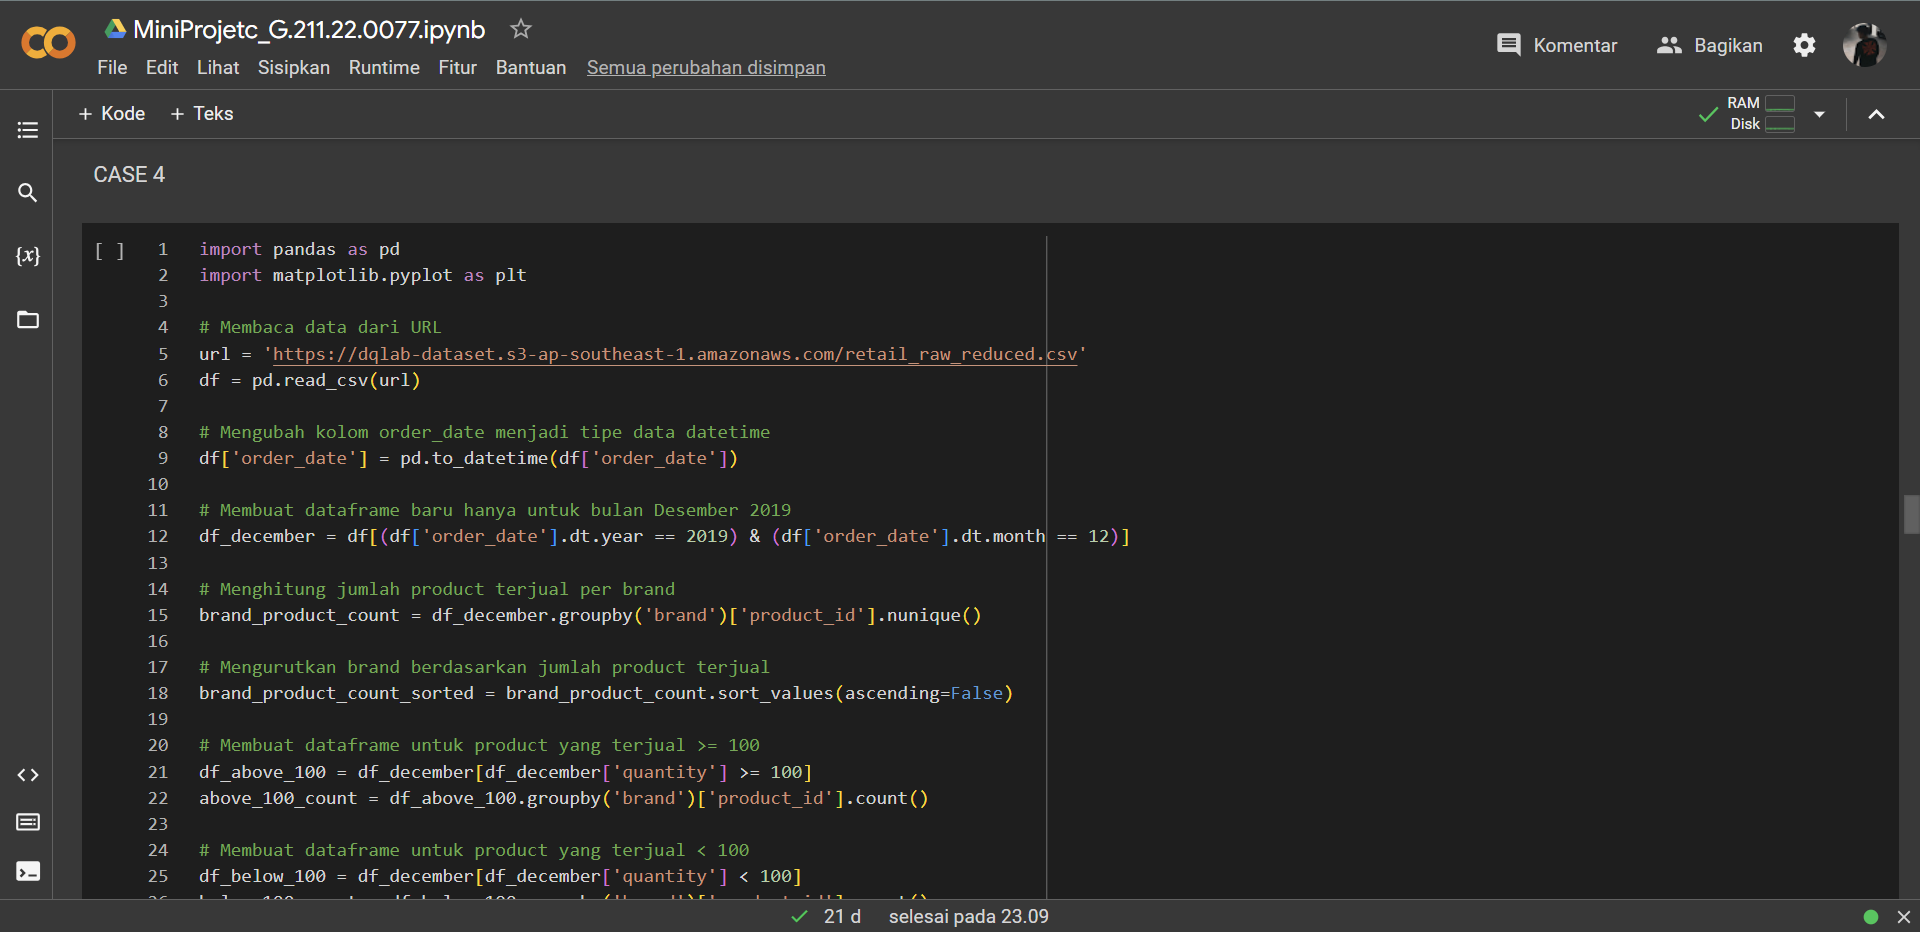 MiniProjetc_G.211.22.0077.ipynb
File Edit Lihat Sisipkan Runtime Fitur Bantuan Semua perubahan disimpan
Komentar Bagikan
+ Kode + Teks
RAM
Disk
CASE 4
[ ]
1 import pandas as pd
2 import matplotlib.pyplot as plt
3
4 # Membaca data dari URL
5 url = 'https://dqlab-dataset.s3-ap-southeast-1.amazonaws.com/retail_raw_reduced.csv'
6 df = pd.read_csv(url)
7
8 # Mengubah kolom order_date menjadi tipe data datetime
9 df['order_date'] = pd.to_datetime(df['order_date'])
10
11 # Membuat dataframe baru hanya untuk bulan Desember 2019
12 df_december = df[(df['order_date'].dt.year == 2019) & (df['order_date'].dt.month == 12)]
13
14 # Menghitung jumlah product terjual per brand
15 brand_product_count = df_december.groupby('brand')['product_id'].nunique()
16
17 # Mengurutkan brand berdasarkan jumlah product terjual
18 brand_product_count_sorted = brand_product_count.sort_values(ascending=False)
19
20 # Membuat dataframe untuk product yang terjual >= 100
21 df_above_100 = df_december[df_december['quantity'] >= 100]
22 above_100_count = df_above_100.groupby('brand')['product_id'].count()
23
24 # Membuat dataframe untuk product yang terjual < 100
25 df_below_100 = df_december[df_december['quantity'] < 100]
21 d selesai pada 23.09